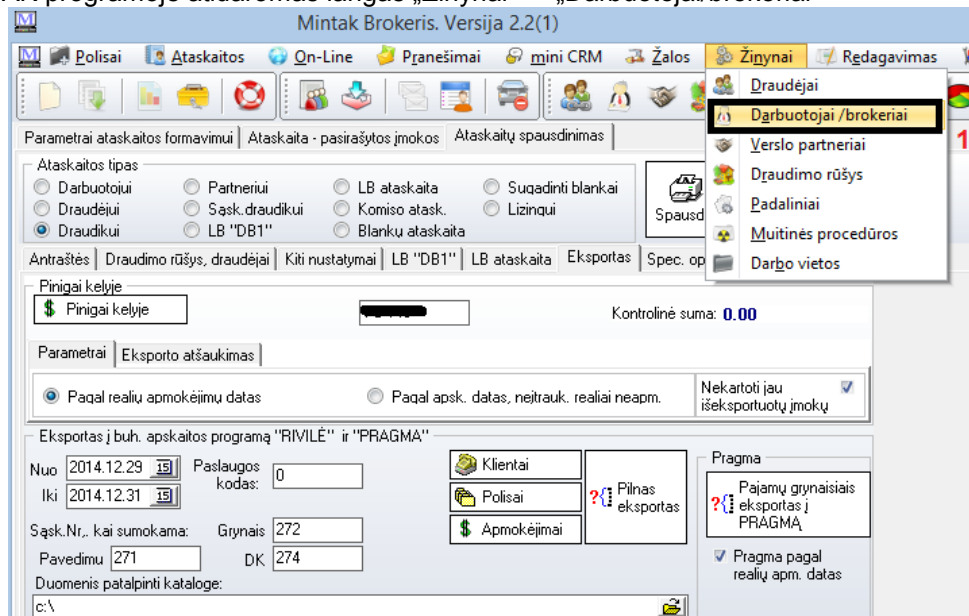 Mintak Brokeris. Versija 2.2(1)
Polisai Ataskaitos On-Line Pranešimai mini CRM Žalos Žinynai Redagavimas
Draudėjai
Darbuotojai /brokeriai
Verslo partneriai
Draudimo rūšys
Padaliniai
Muitinės procedūros
Darbo vietos
1
Parametrai ataskaitos formavimui Ataskaita - pasirašytos įmokos Ataskaitų spausdinimas
Ataskaitos tipas
Darbuotojui Partneriui LB ataskaita Sugadinti blankai
Draudėjui Sąsk.draudikui Komiso atask. Lizingui
Draudikui LB "DB1" Blankų ataskaita
Spausd
Antraštės Draudimo rūšys, draudėjai Kiti nustatymai LB "DB1" LB ataskaita Eksportas Spec. op
Pinigai kelyje
Pinigai kelyje
Kontrolinė suma: 0.00
Parametrai Eksporto atšaukimas
Pagal realių apmokėjimų datas Pagal apsk. datas, neįtrauk. realiai neapm.
Nekartoti jau
išeksportuotų įmokų
Eksportas į buh. apskaitos programą "RIVILĖ" ir "PRAGMA"
Nuo 2014.12.29 15 Paslaugos
kodas: 0
Iki 2014.12.31 15
Klientai
Polisai
Apmokėjimai
?{ Pilnas
eksportas
Sąsk.Nr,. kai sumokama: Grynais 272
Pavedimu 271 DK 274
Duomenis patalpinti kataloge:
c:\
Pragma
?{ Pajamų grynaisiais
eksportas į
PRAGMĄ
Pragma pagal
realių apm. datas